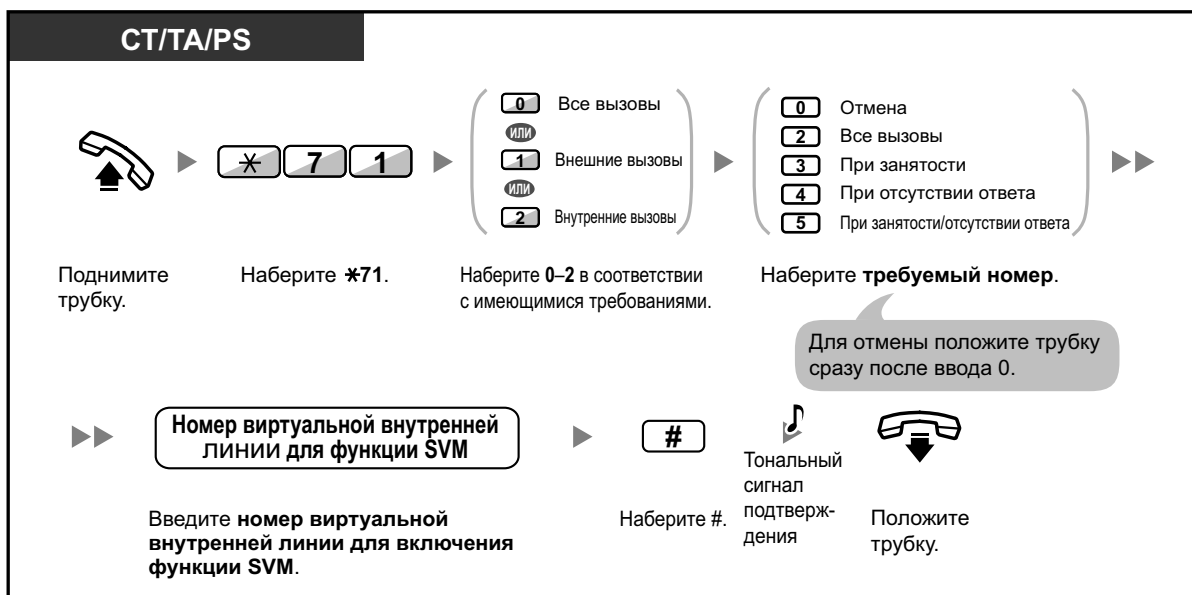 CT/TA/PS
0 Все вызовы
или
1 Внешние вызовы
или
2 Внутренние вызовы
0 Отмена
2 Все вызовы
3 При занятости
4 При отсутствии ответа
5 При занятости/отсутствии ответа
* 7 1
Поднимите
трубку.
Наберите *71.
Наберите 0–2 в соответствии
с имеющимися требованиями.
Наберите требуемый номер.
Для отмены положите трубку
сразу после ввода 0.
Номер виртуальной внутренней
линии для функции SVM
#
Введите номер виртуальной
внутренней линии для включения
функции SVM.
Наберите #.
Тональный
сигнал
подтверж-
дения
Положите
трубку.